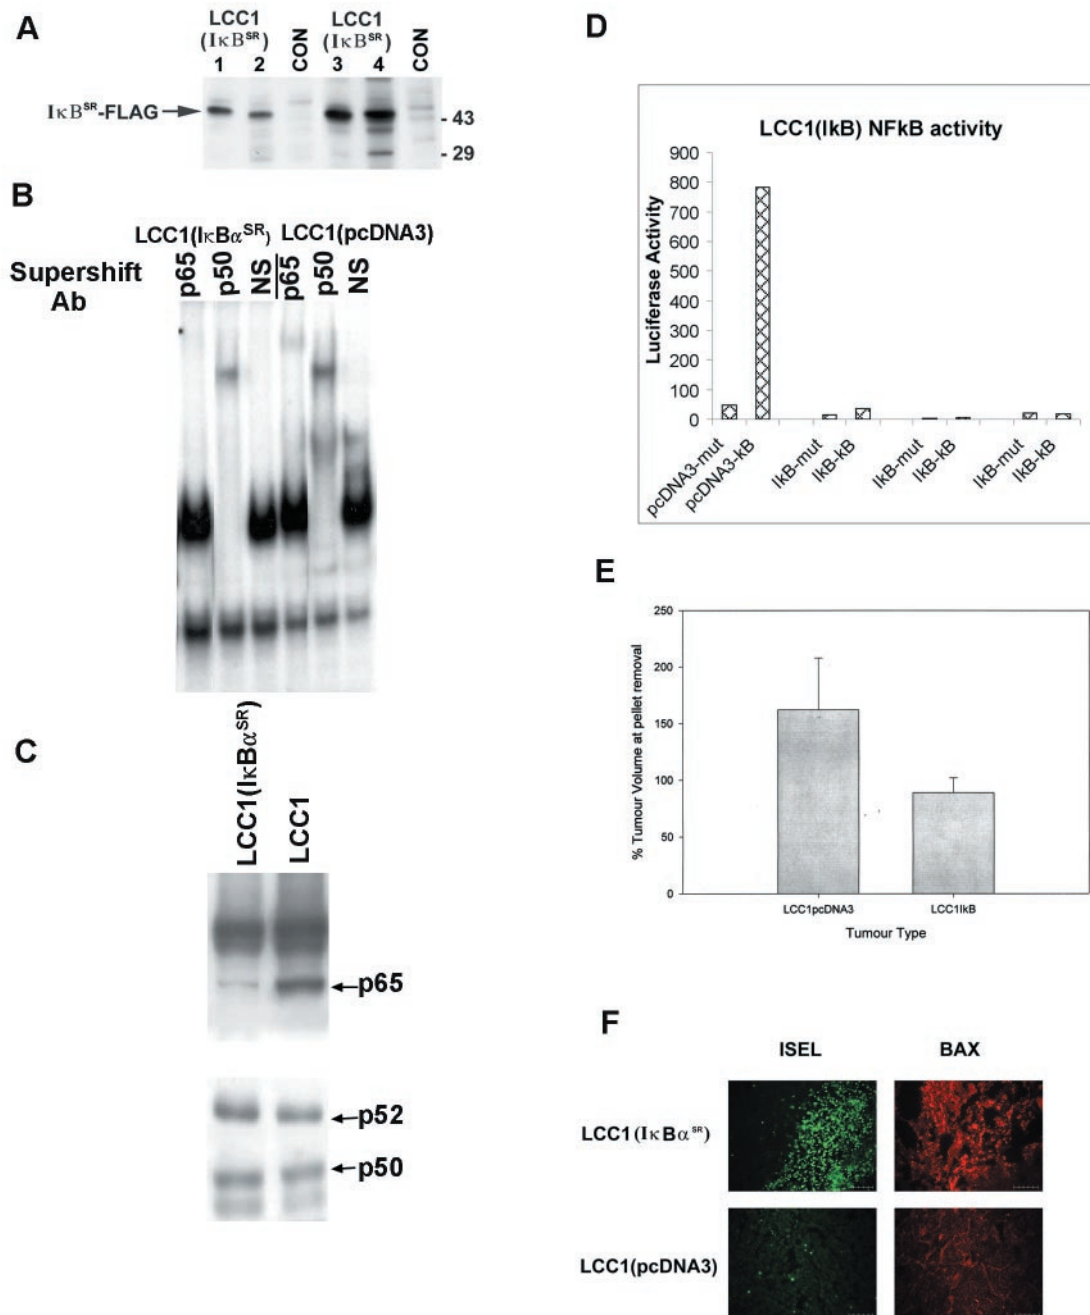 A
LCC1 LCC1
(IκB^SR) CON (IκB^SR) CON
1 2 3 4
IκB^SR-FLAG
- 43
- 29
B
LCC1(IκBα^SR) LCC1(pcDNA3)
Supershift Ab
p65 p50 NS p65 p50 NS
C
LCC1(IκBα^SR)
LCC1
p65
p52
p50
D
LCC1(IkB) NFkB activity
Luciferase Activity
900
800
700
600
500
400
300
200
100
0
pcDNA3-mut
pcDNA3-kB
IkB-mut
IkB-kB
IkB-mut
IkB-kB
IkB-mut
IkB-kB
E
% Tumour Volume at pellet removal
250
200
150
100
50
0
LCC1pcDNA3 LCC1IkB
Tumour Type
F
ISEL BAX
LCC1(IκBα^SR)
LCC1(pcDNA3)